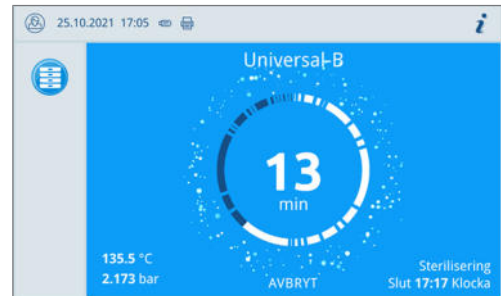 25.10.2021 17:05
i
Universal-B
13
min
135.5 °C
2.173 bar
AVBRYT
Sterilisering
Slut 17:17 Klocka